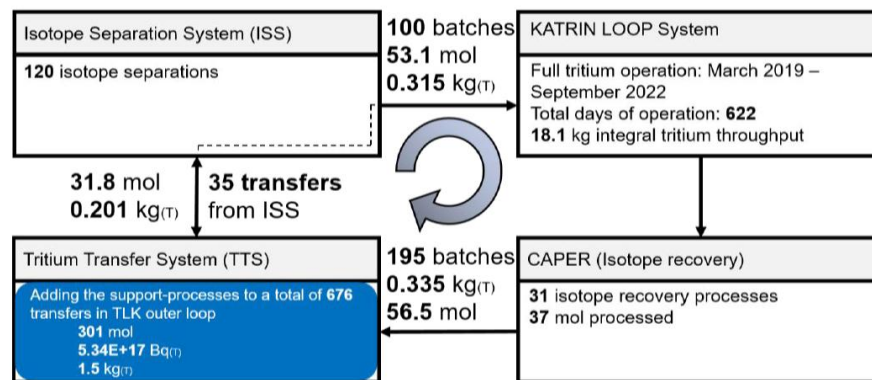 Isotope Separation System (ISS)
120 isotope separations
100 batches
53.1 mol
0.315 kg(T)
KATRIN LOOP System
Full tritium operation: March 2019 –
September 2022
Total days of operation: 622
18.1 kg integral tritium throughput
31.8 mol
0.201 kg(T)
35 transfers
from ISS
Tritium Transfer System (TTS)
Adding the support-processes to a total of 676
transfers in TLK outer loop
301 mol
5.34E+17 Bq(T)
1.5 kg(T)
195 batches
0.335 kg(T)
56.5 mol
CAPER (Isotope recovery)
31 isotope recovery processes
37 mol processed